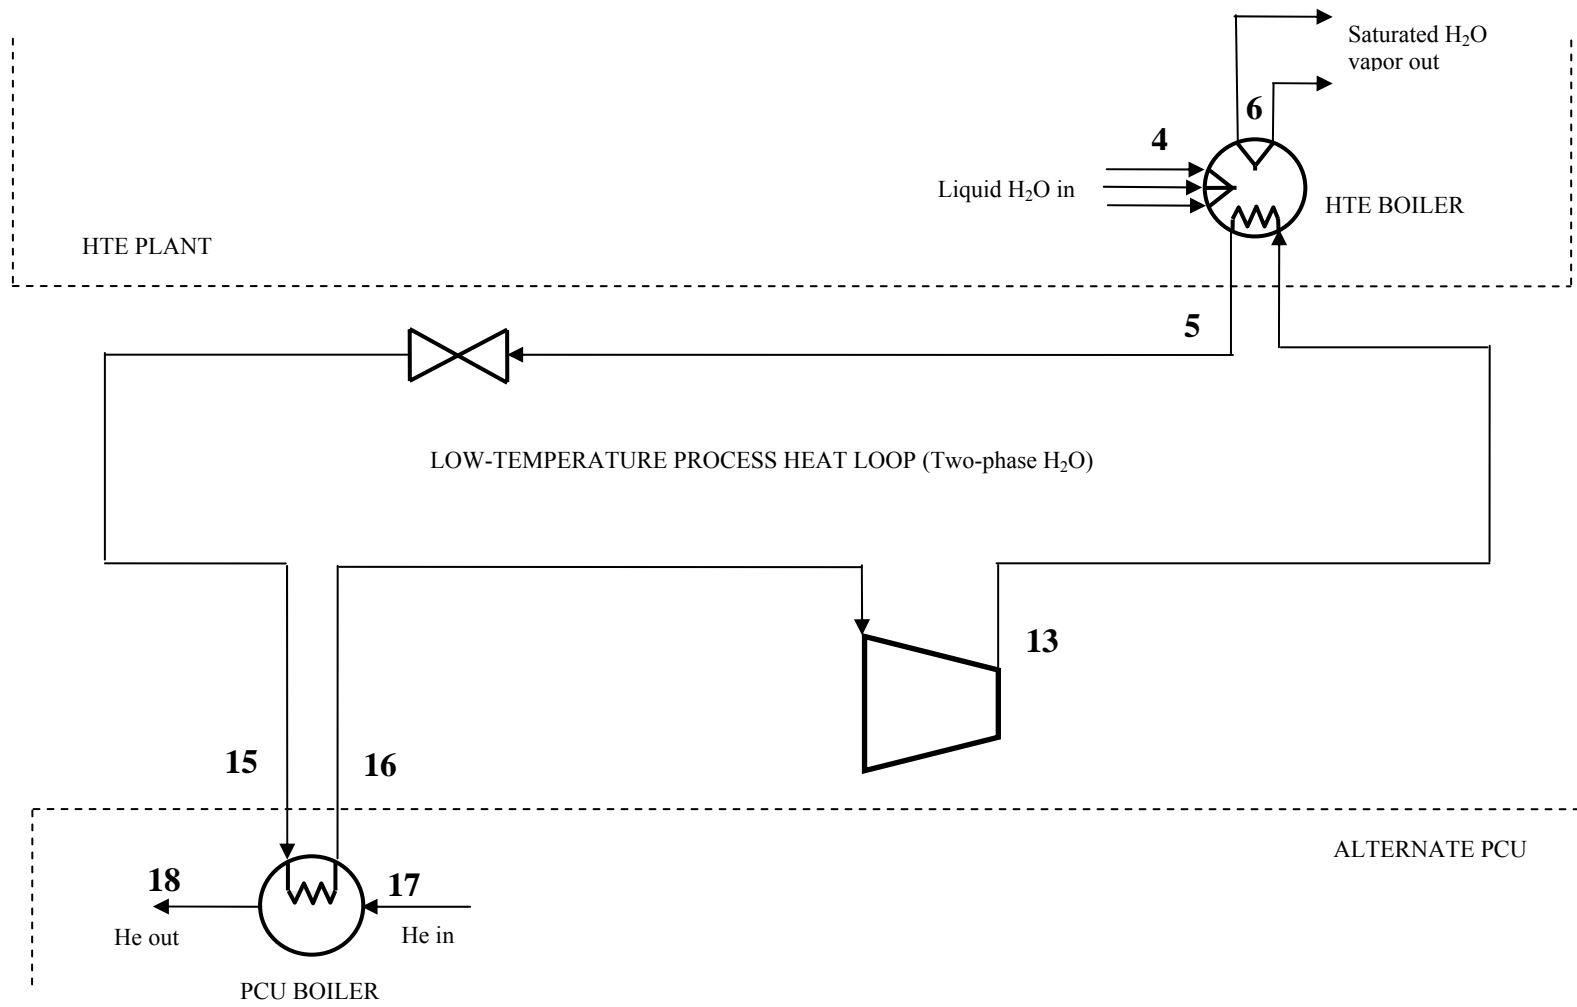 Saturated H₂O
vapor out
6
4
Liquid H₂O in
HTE BOILER
HTE PLANT
5
LOW-TEMPERATURE PROCESS HEAT LOOP (Two-phase H₂O)
13
15
16
ALTERNATE PCU
18
17
He out
He in
PCU BOILER